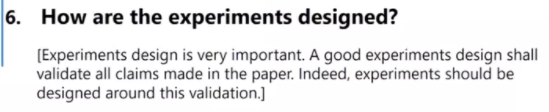 6. How are the experiments designed?
[Experiments design is very important. A good experiments design shall
validate all claims made in the paper. Indeed, experiments should be
designed around this validation.]